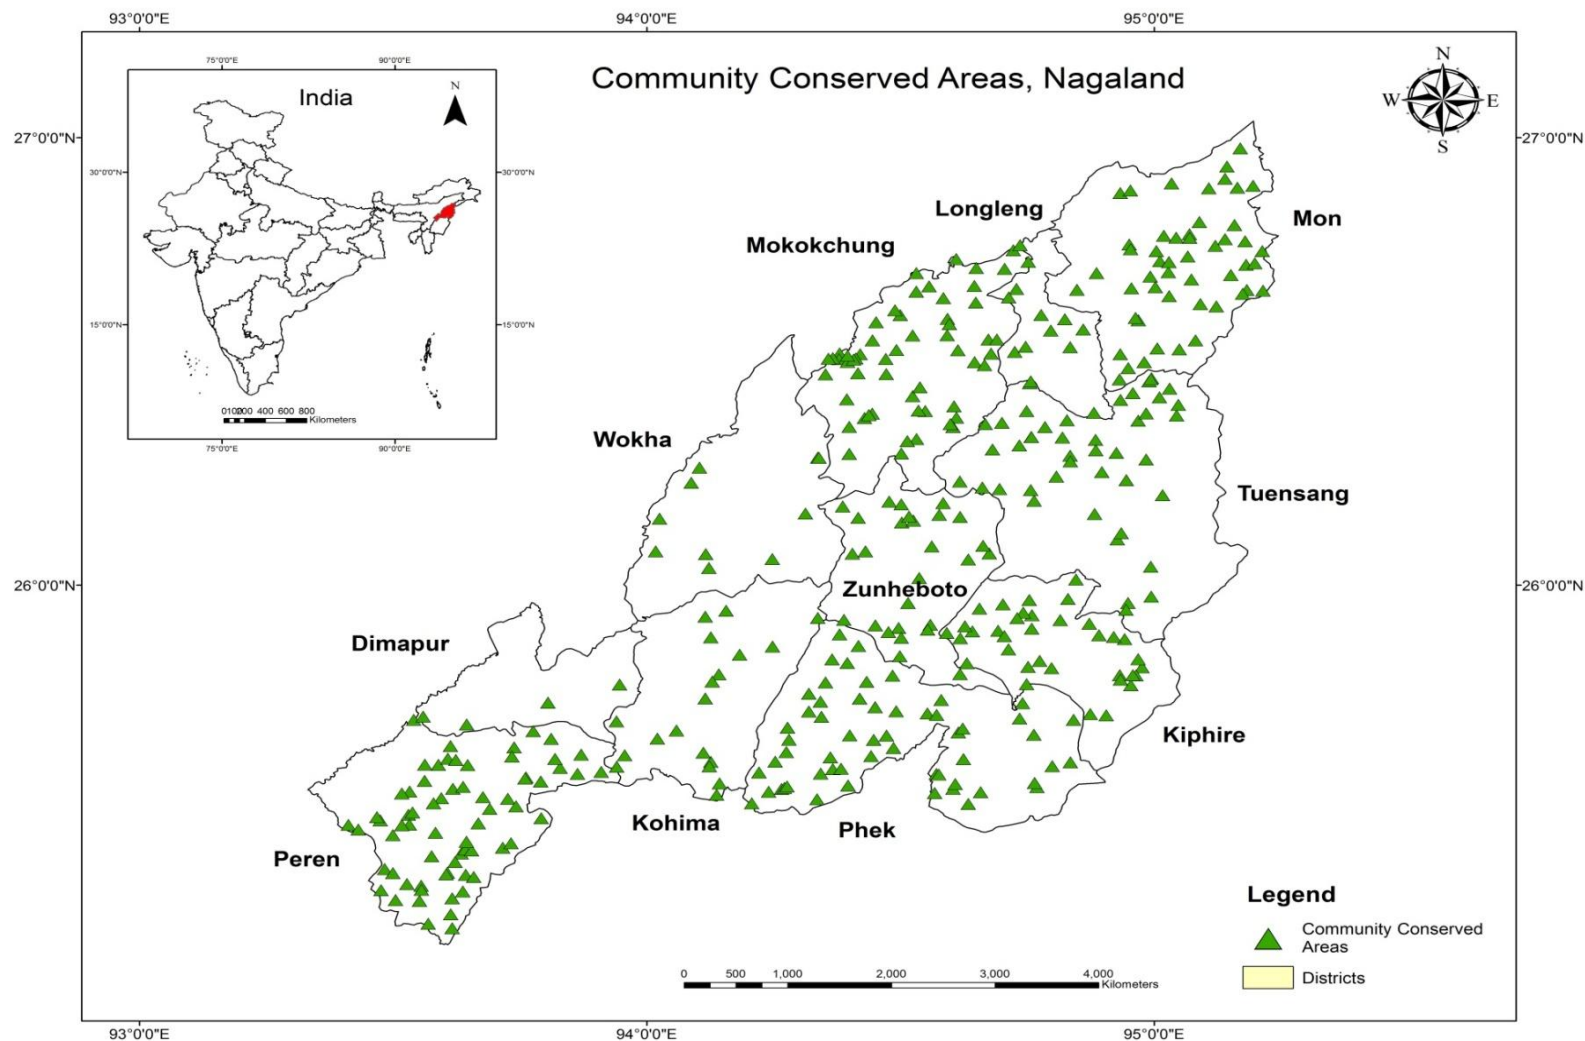 93°0'0"E 94°0'0"E 95°0'0"E
75°0'0"E 90°0'0"E
Community Conserved Areas, Nagaland
India
N
N
W E
S
27°0'0"N 27°0'0"N
30°0'0"N 30°0'0"N
Longleng
Mon
Mokokchung
15°0'0"N 15°0'0"N
200 400 600 800
Kilometers
75°0'0"E 90°0'0"E
Wokha
Tuensang
26°0'0"N 26°0'0"N
Zunheboto
Dimapur
Kiphire
Kohima
Phek
Peren
Legend
Community Conserved
Areas
Districts
0 500 1,000 2,000 3,000 4,000
Kilometers
93°0'0"E 94°0'0"E 95°0'0"E